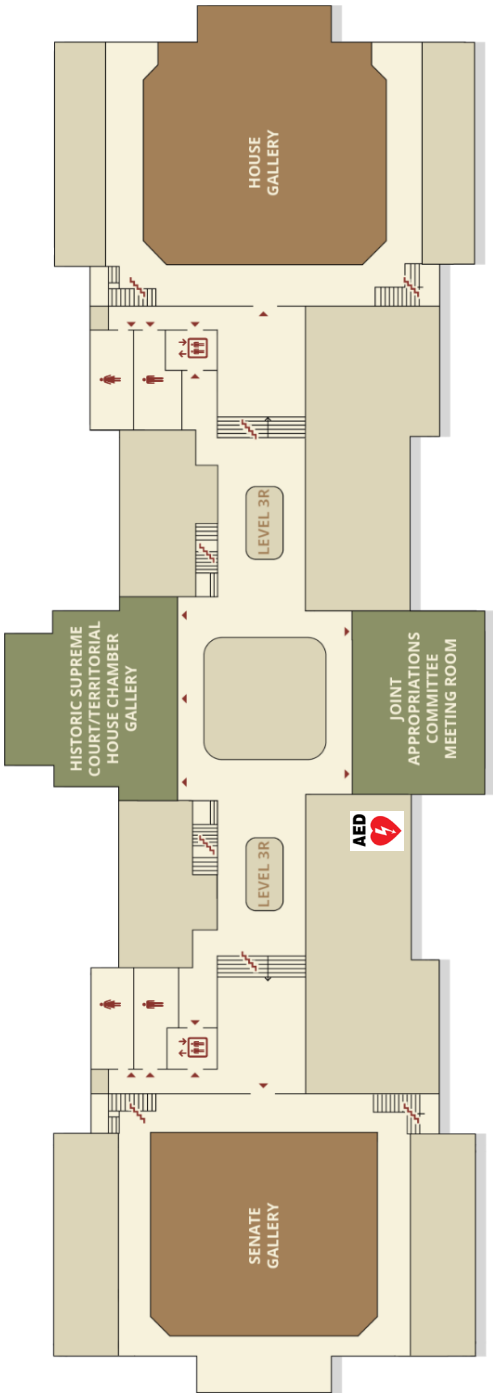 HOUSE
GALLERY
LEVEL 3R
HISTORIC SUPREME
COURT/TERRITORIAL
HOUSE CHAMBER
GALLERY
JOINT
APPROPRIATIONS
COMMITTEE
MEETING ROOM
AED
LEVEL 3R
SENATE
GALLERY